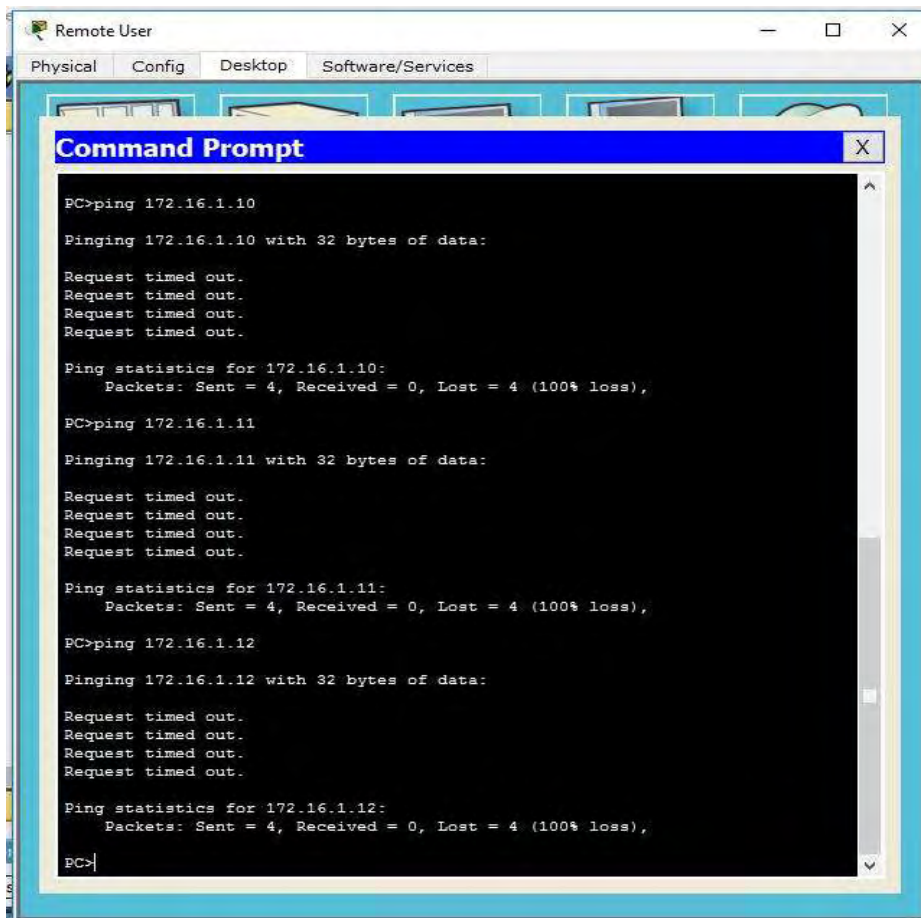 Remote User
Physical Config Desktop Software/Services
Command Prompt X
PC>ping 172.16.1.10
Pinging 172.16.1.10 with 32 bytes of data:
Request timed out.
Request timed out.
Request timed out.
Request timed out.
Ping statistics for 172.16.1.10:
Packets: Sent = 4, Received = 0, Lost = 4 (100% loss),
PC>ping 172.16.1.11
Pinging 172.16.1.11 with 32 bytes of data:
Request timed out.
Request timed out.
Request timed out.
Request timed out.
Ping statistics for 172.16.1.11:
Packets: Sent = 4, Received = 0, Lost = 4 (100% loss),
PC>ping 172.16.1.12
Pinging 172.16.1.12 with 32 bytes of data:
Request timed out.
Request timed out.
Request timed out.
Request timed out.
Ping statistics for 172.16.1.12:
Packets: Sent = 4, Received = 0, Lost = 4 (100% loss),
PC>